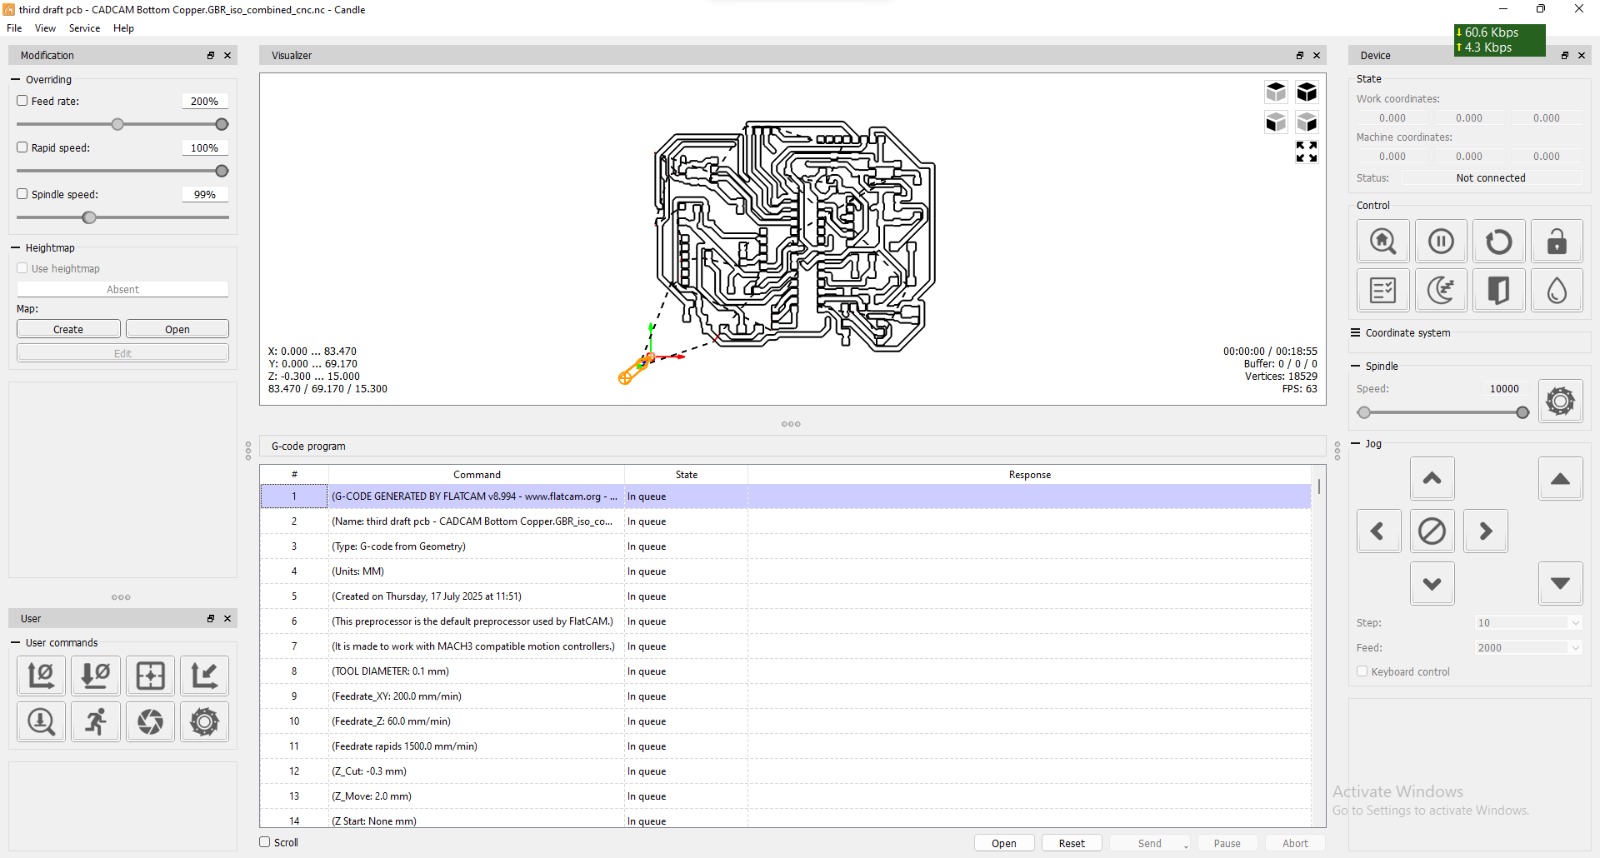 third draft pcb - CADCAM Bottom Copper.GBR_iso_combined_cnc.nc - Candle
File View Service Help
↓ 60.6 Kbps
↑ 4.3 Kbps
Modification
Overriding
Feed rate: 200%
Rapid speed: 100%
Spindle speed: 99%
Heightmap
Use heightmap
Absent
Map:
Create Open
Edit
User
User commands
Visualizer
X: 0.000 ... 83.470
Y: 0.000 ... 69.170
Z: -0.300 ... 15.000
83.470 / 69.170 / 15.300
00:00:00 / 00:18:55
Buffer: 0 / 0 / 0
Vertices: 18529
FPS: 63
G-code program
# Command State Response
1 (G-CODE GENERATED BY FLATCAM v8.994 - www.flatcam.org - ... In queue
2 (Name: third draft pcb - CADCAM Bottom Copper.GBR_iso_co... In queue
3 (Type: G-code from Geometry) In queue
4 (Units: MM) In queue
5 (Created on Thursday, 17 July 2025 at 11:51) In queue
6 (This preprocessor is the default preprocessor used by FlatCAM.) In queue
7 (It is made to work with MACH3 compatible motion controllers.) In queue
8 (TOOL DIAMETER: 0.1 mm) In queue
9 (Feedrate_XY: 200.0 mm/min) In queue
10 (Feedrate_Z: 60.0 mm/min) In queue
11 (Feedrate rapids 1500.0 mm/min) In queue
12 (Z_Cut: -0.3 mm) In queue
13 (Z_Move: 2.0 mm) In queue
14 (Z Start: None mm) In queue
Scroll
Open Reset Send Pause Abort
Device
State
Work coordinates:
0.000 0.000 0.000
Machine coordinates:
0.000 0.000 0.000
Status: Not connected
Control
Coordinate system
Spindle
Speed: 10000
Jog
Step: 10
Feed: 2000
Keyboard control
Activate Windows
Go to Settings to activate Windows.